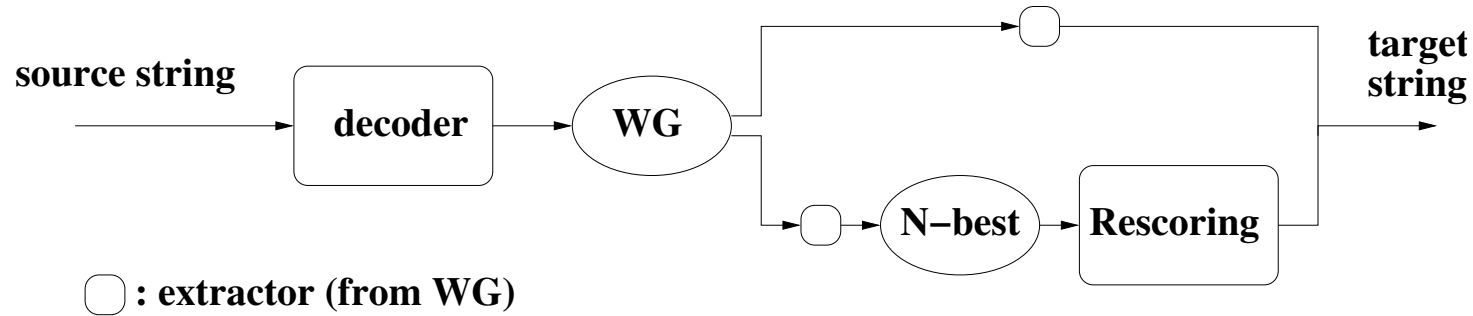 source string
decoder
WG
target
string
N−best
Rescoring
: extractor (from WG)